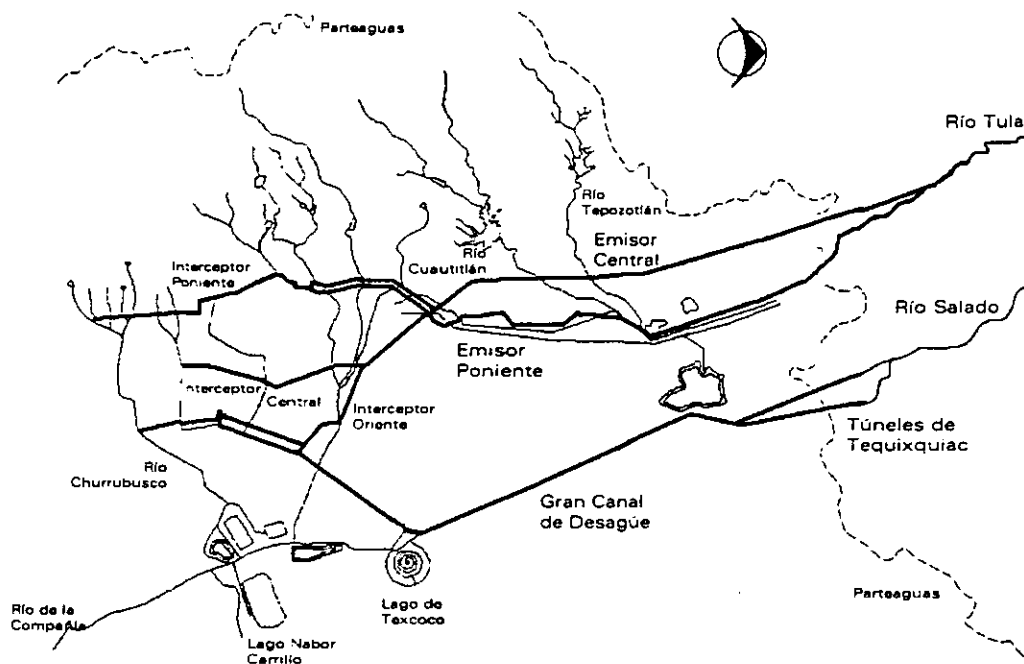 Parteaguas
Río Tula
Río
Tepozotlán
Emisor
Central
Río
Cuautitlán
Interceptor
Poniente
Río Salado
Emisor
Poniente
Interceptor
Central
Interceptor
Oriente
Túneles de
Tequixquiac
Río
Churrubusco
Gran Canal
de Desagúe
Parteaguas
Lago de
Texcoco
Río de la
Compañía
Lago Nabor
Carrillo